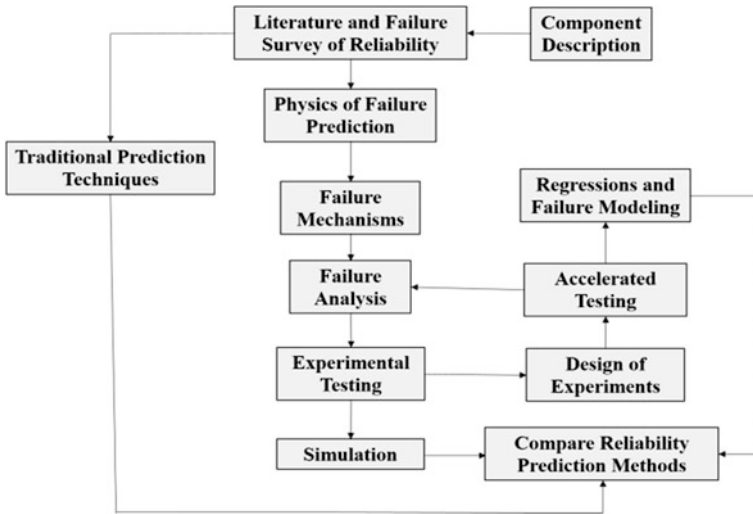 Literature and Failure
Survey of Reliability
Component
Description
Physics of Failure
Prediction
Traditional Prediction
Techniques
Failure
Mechanisms
Regressions and
Failure Modeling
Failure
Analysis
Accelerated
Testing
Experimental
Testing
Design of
Experiments
Simulation
Compare Reliability
Prediction Methods